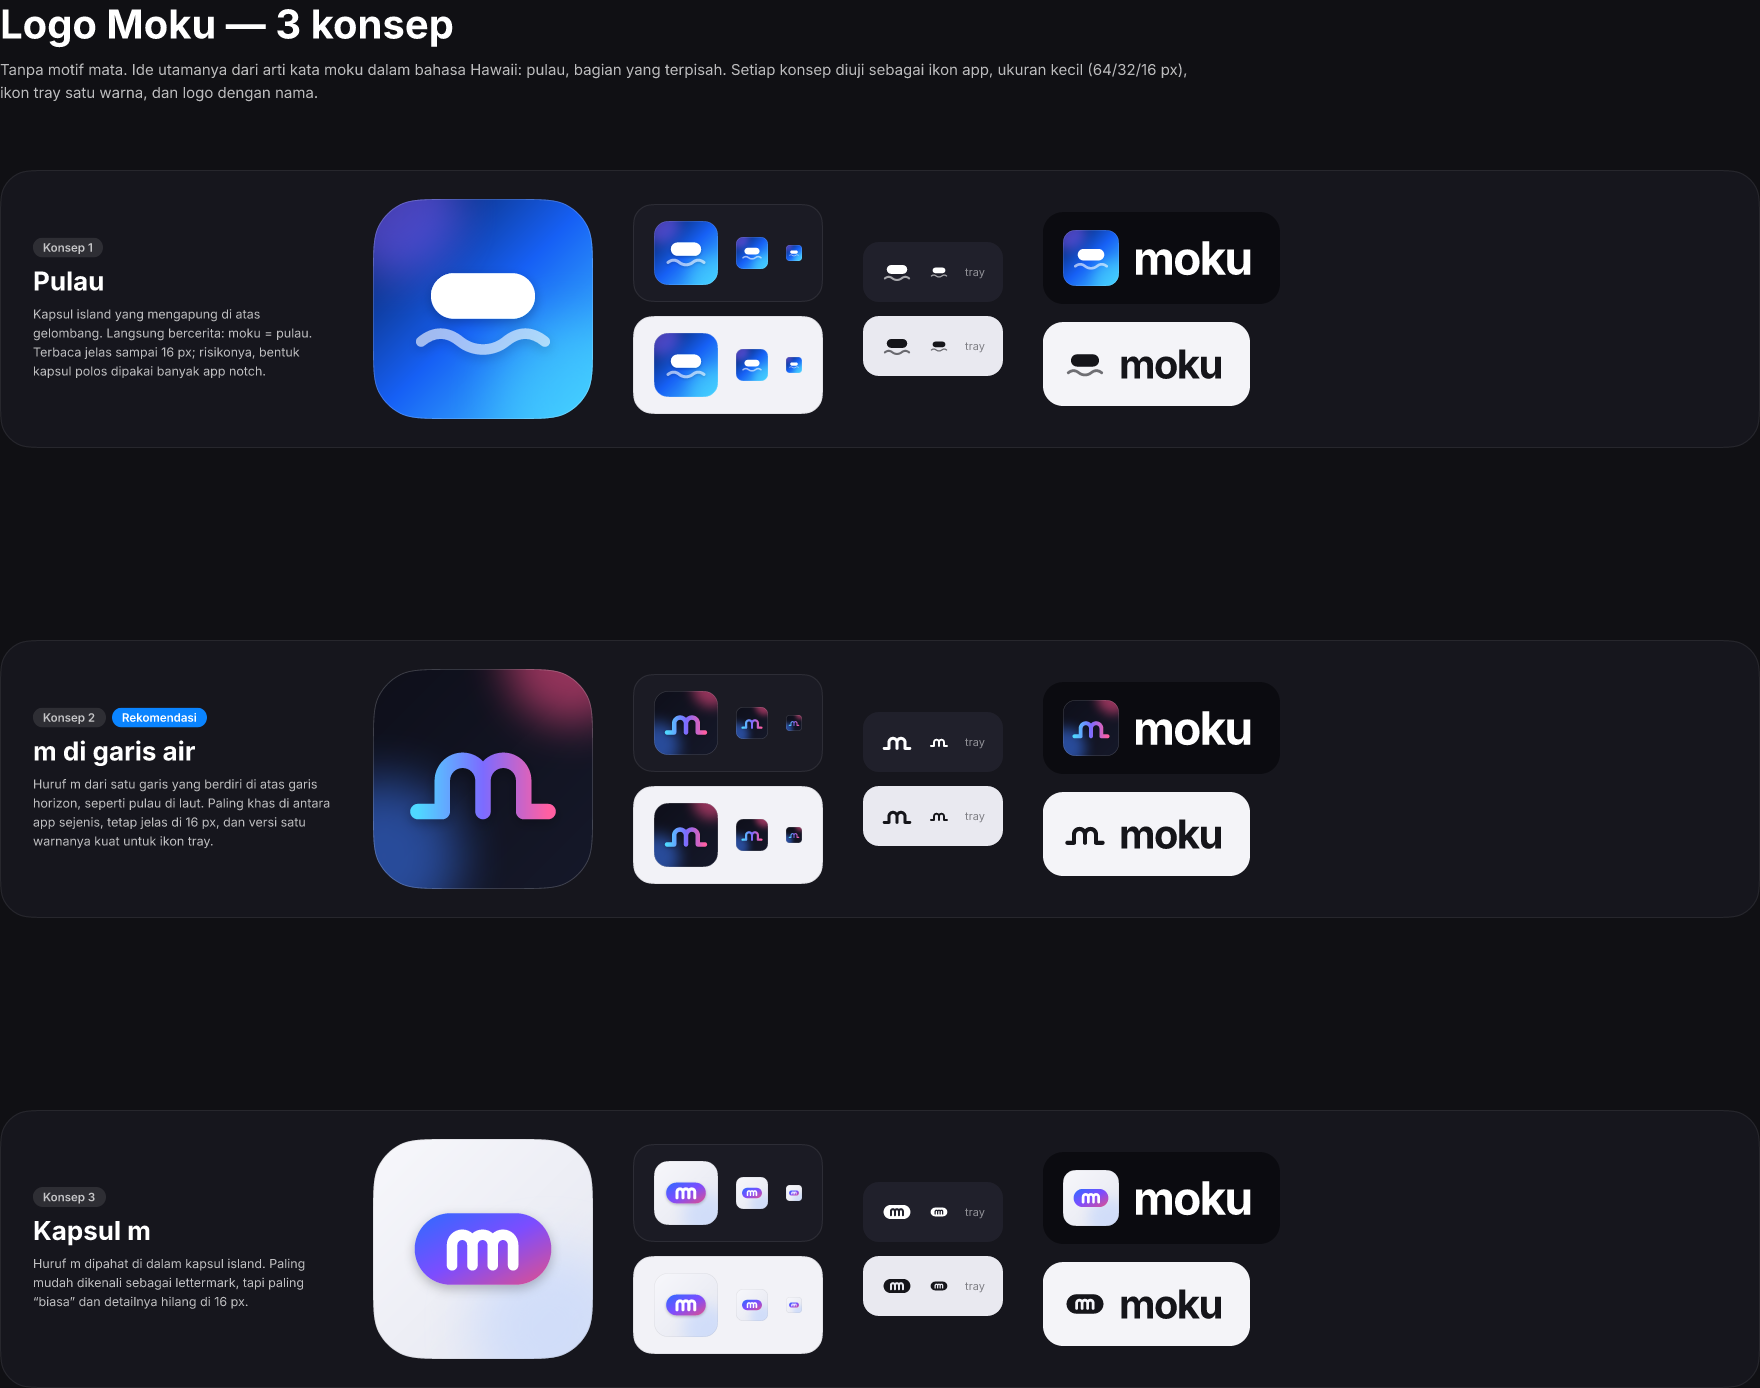 Logo Moku — 3 konsep
Tanpa motif mata. Ide utamanya dari arti kata moku dalam bahasa Hawaii: pulau, bagian yang terpisah. Setiap konsep diuji sebagai ikon app, ukuran kecil (64/32/16 px),
ikon tray satu warna, dan logo dengan nama.
Konsep 1
Pulau
Kapsul island yang mengapung di atas
gelombang. Langsung bercerita: moku = pulau.
Terbaca jelas sampai 16 px; risikonya, bentuk
kapsul polos dipakai banyak app notch.
tray
tray
moku
moku
Konsep 2
Rekomendasi
m di garis air
Huruf m dari satu garis yang berdiri di atas garis
horizon, seperti pulau di laut. Paling khas di antara
app sejenis, tetap jelas di 16 px, dan versi satu
warnanya kuat untuk ikon tray.
m
tray
tray
moku
moku
Konsep 3
Kapsul m
Huruf m dipahat di dalam kapsul island. Paling
mudah dikenali sebagai lettermark, tapi paling
“biasa” dan detailnya hilang di 16 px.
m
tray
tray
moku
moku